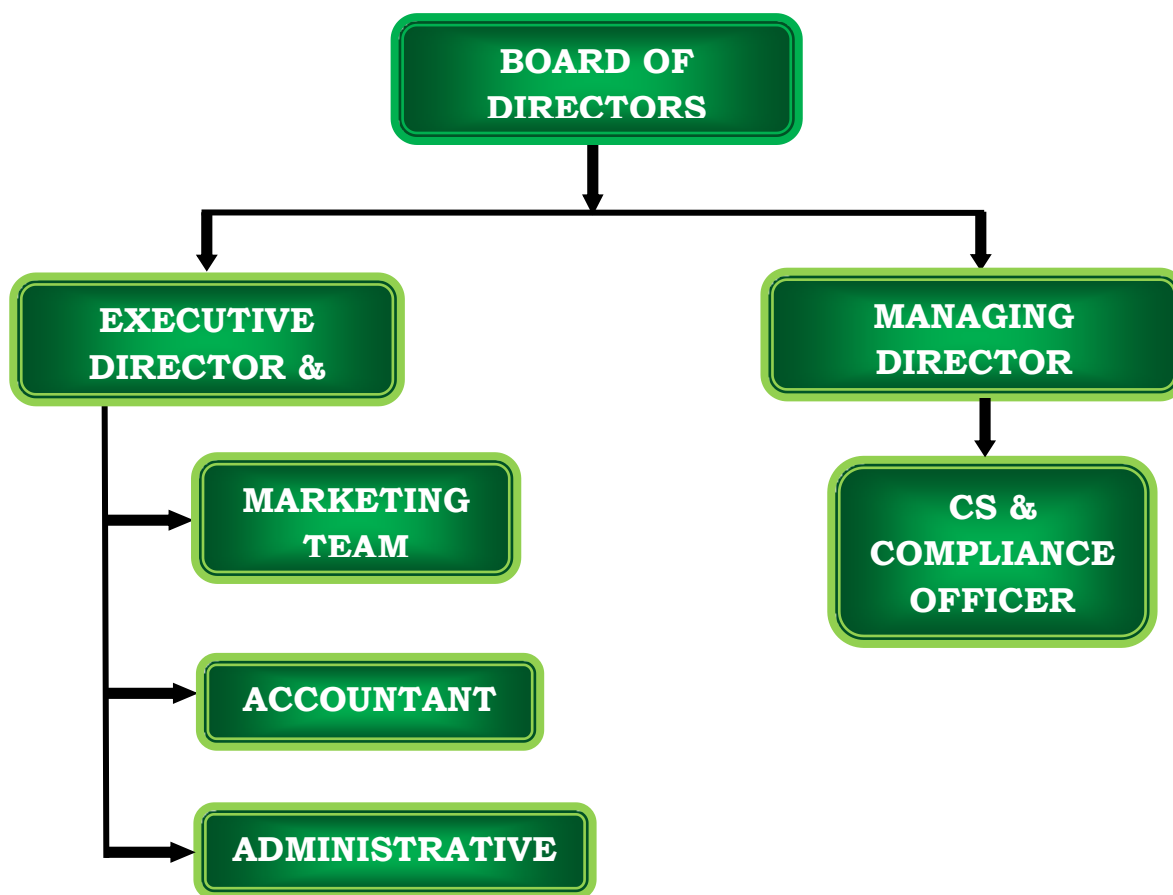 BOARD OF
DIRECTORS
EXECUTIVE
DIRECTOR &
MANAGING
DIRECTOR
MARKETING
TEAM
CS &
COMPLIANCE
OFFICER
ACCOUNTANT
ADMINISTRATIVE